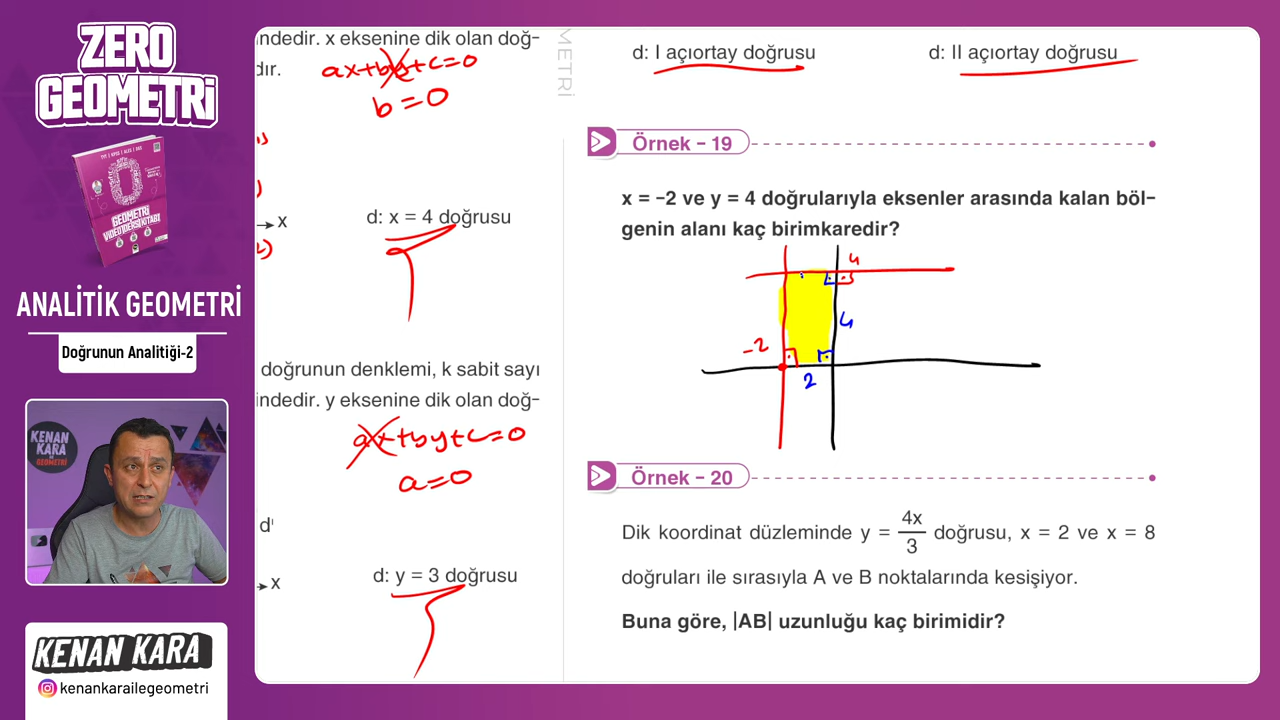 ZERO
GEOMETRİ
GEOMETRİ
VİDEO DERS KİTABI
ANALİTİK GEOMETRİ
Doğrunun Analitiği-2
KENAN
KARA
GEOMETRİ
KENAN KARA
kenankarailegeometri
indedir. x eksenine dik olan doğ-
dır.
ax+by+c=0
b=0
x
d: x = 4 doğrusu
doğrunun denklemi, k sabit sayı
indedir. y eksenine dik olan doğ-
ax+by+c=0
a=0
d'
x
d: y = 3 doğrusu
METRİ
d: I açıortay doğrusu
d: II açıortay doğrusu
Örnek - 19
x = -2 ve y = 4 doğrularıyla eksenler arasında kalan böl-
genin alanı kaç birimkaredir?
4
4
-2
2
Örnek - 20
Dik koordinat düzleminde y = 4x/3 doğrusu, x = 2 ve x = 8
doğruları ile sırasıyla A ve B noktalarında kesişiyor.
Buna göre, |AB| uzunluğu kaç birimidir?